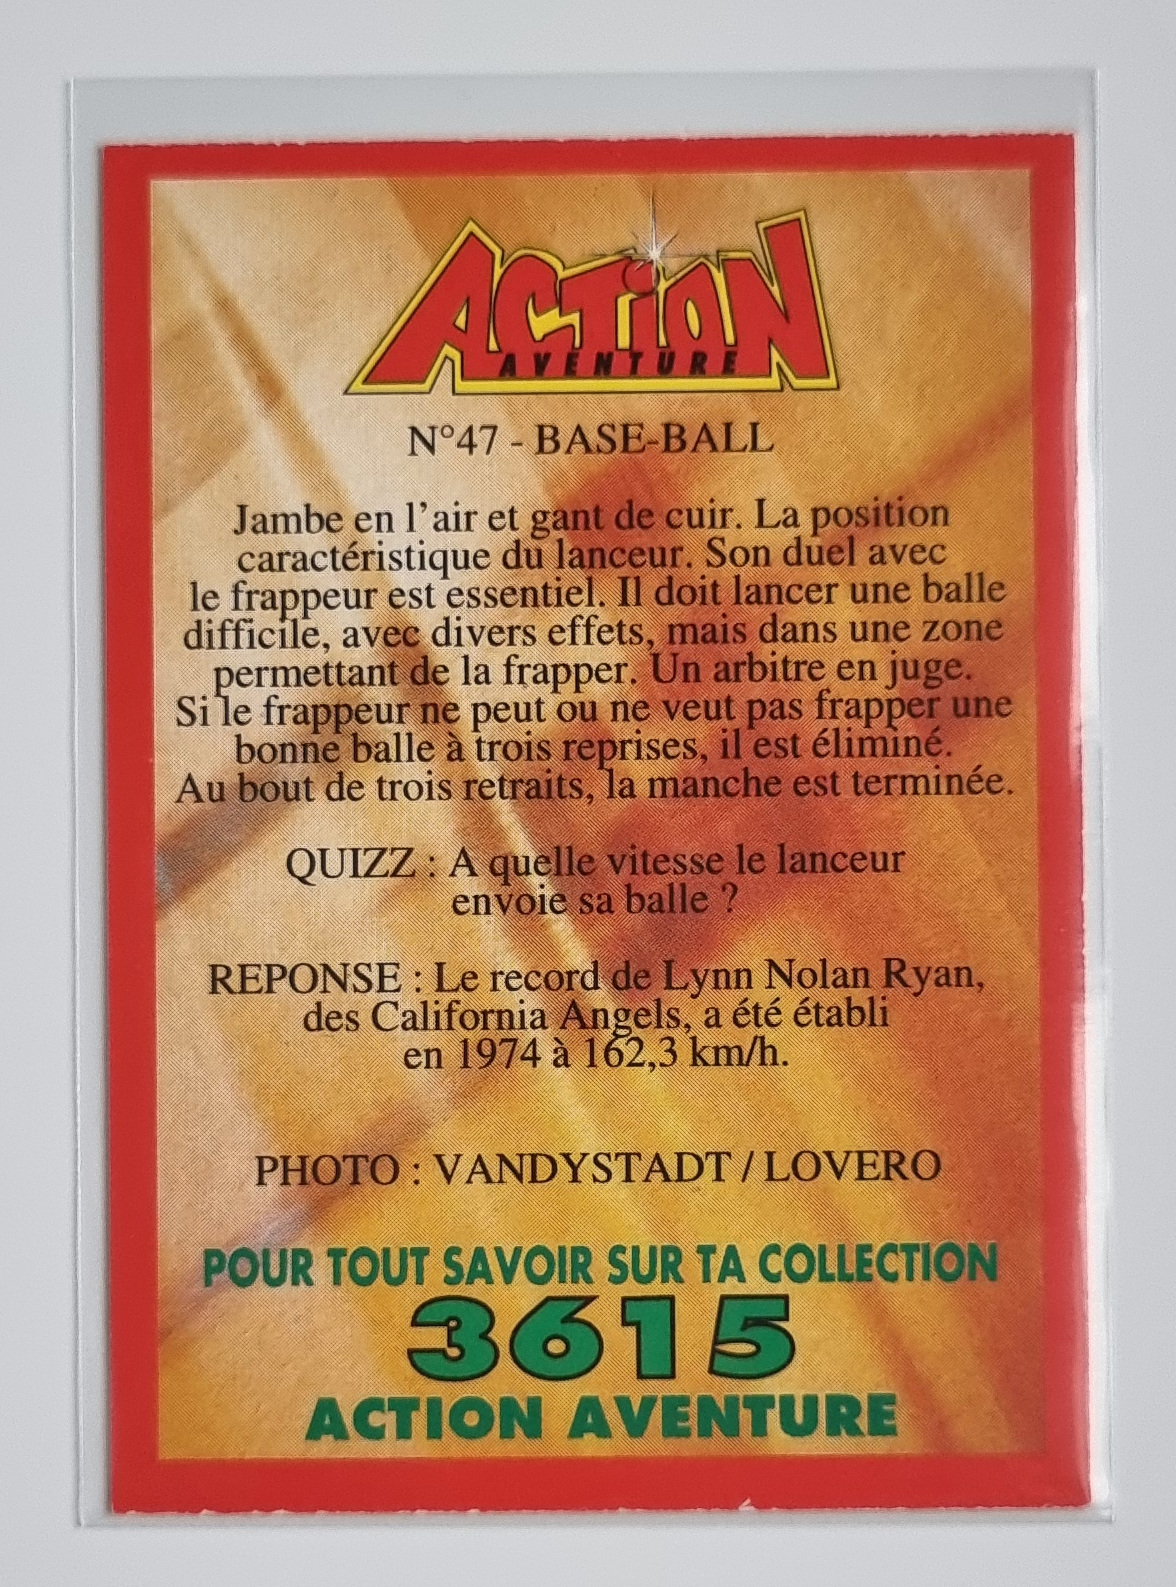 ACTION
AVENTURE
N°47 - BASE-BALL
Jambe en l'air et gant de cuir. La position
caractéristique du lanceur. Son duel avec
le frappeur est essentiel. Il doit lancer une balle
difficile, avec divers effets, mais dans une zone
permettant de la frapper. Un arbitre en juge.
Si le frappeur ne peut ou ne veut pas frapper une
bonne balle à trois reprises, il est éliminé.
Au bout de trois retraits, la manche est terminée.
QUIZZ : A quelle vitesse le lanceur
envoie sa balle ?
REPONSE : Le record de Lynn Nolan Ryan,
des California Angels, a été établi
en 1974 à 162,3 km/h.
PHOTO : VANDYSTADT / LOVERO
POUR TOUT SAVOIR SUR TA COLLECTION
3615
ACTION AVENTURE